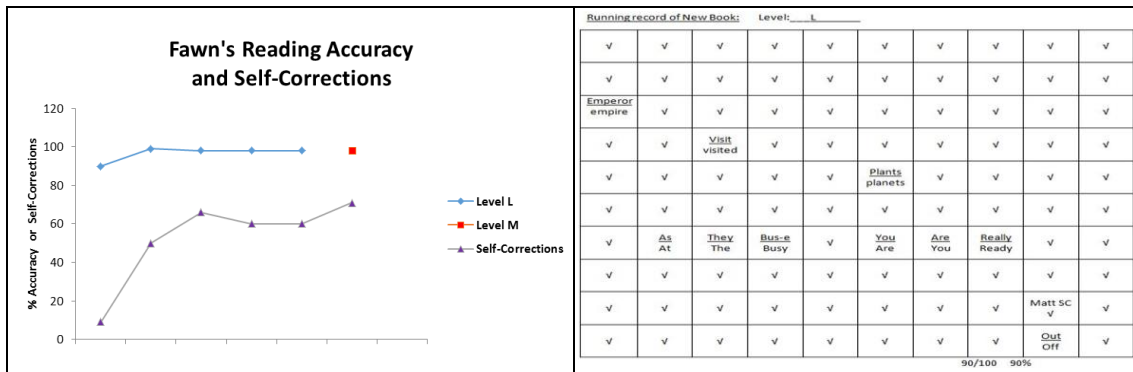 Fawn's Reading Accuracy
and Self-Corrections
% Accuracy or Self-Corrections
120
100
80
60
40
20
0
Level L
Level M
Self-Corrections
Running record of New Book: Level:___L______
√ √ √ √ √ √ √ √ √ √
√ √ √ √ √ √ √ √ √ √
Emperor √ √ √ √ √ √ √ √ √
empire
√ √ Visit √ √ √ √ √ √ √
visited
√ √ √ √ √ Plants √ √ √ √
planets
√ √ √ √ √ √ √ √ √ √
√ As They Bus-e √ You Are Really √ √
At The Busy Are You Ready
√ √ √ √ √ √ √ √ √ √
√ √ √ √ √ √ √ √ Matt SC √
√
√ √ √ √ √ √ √ √ Out √
Off
90/100 90%